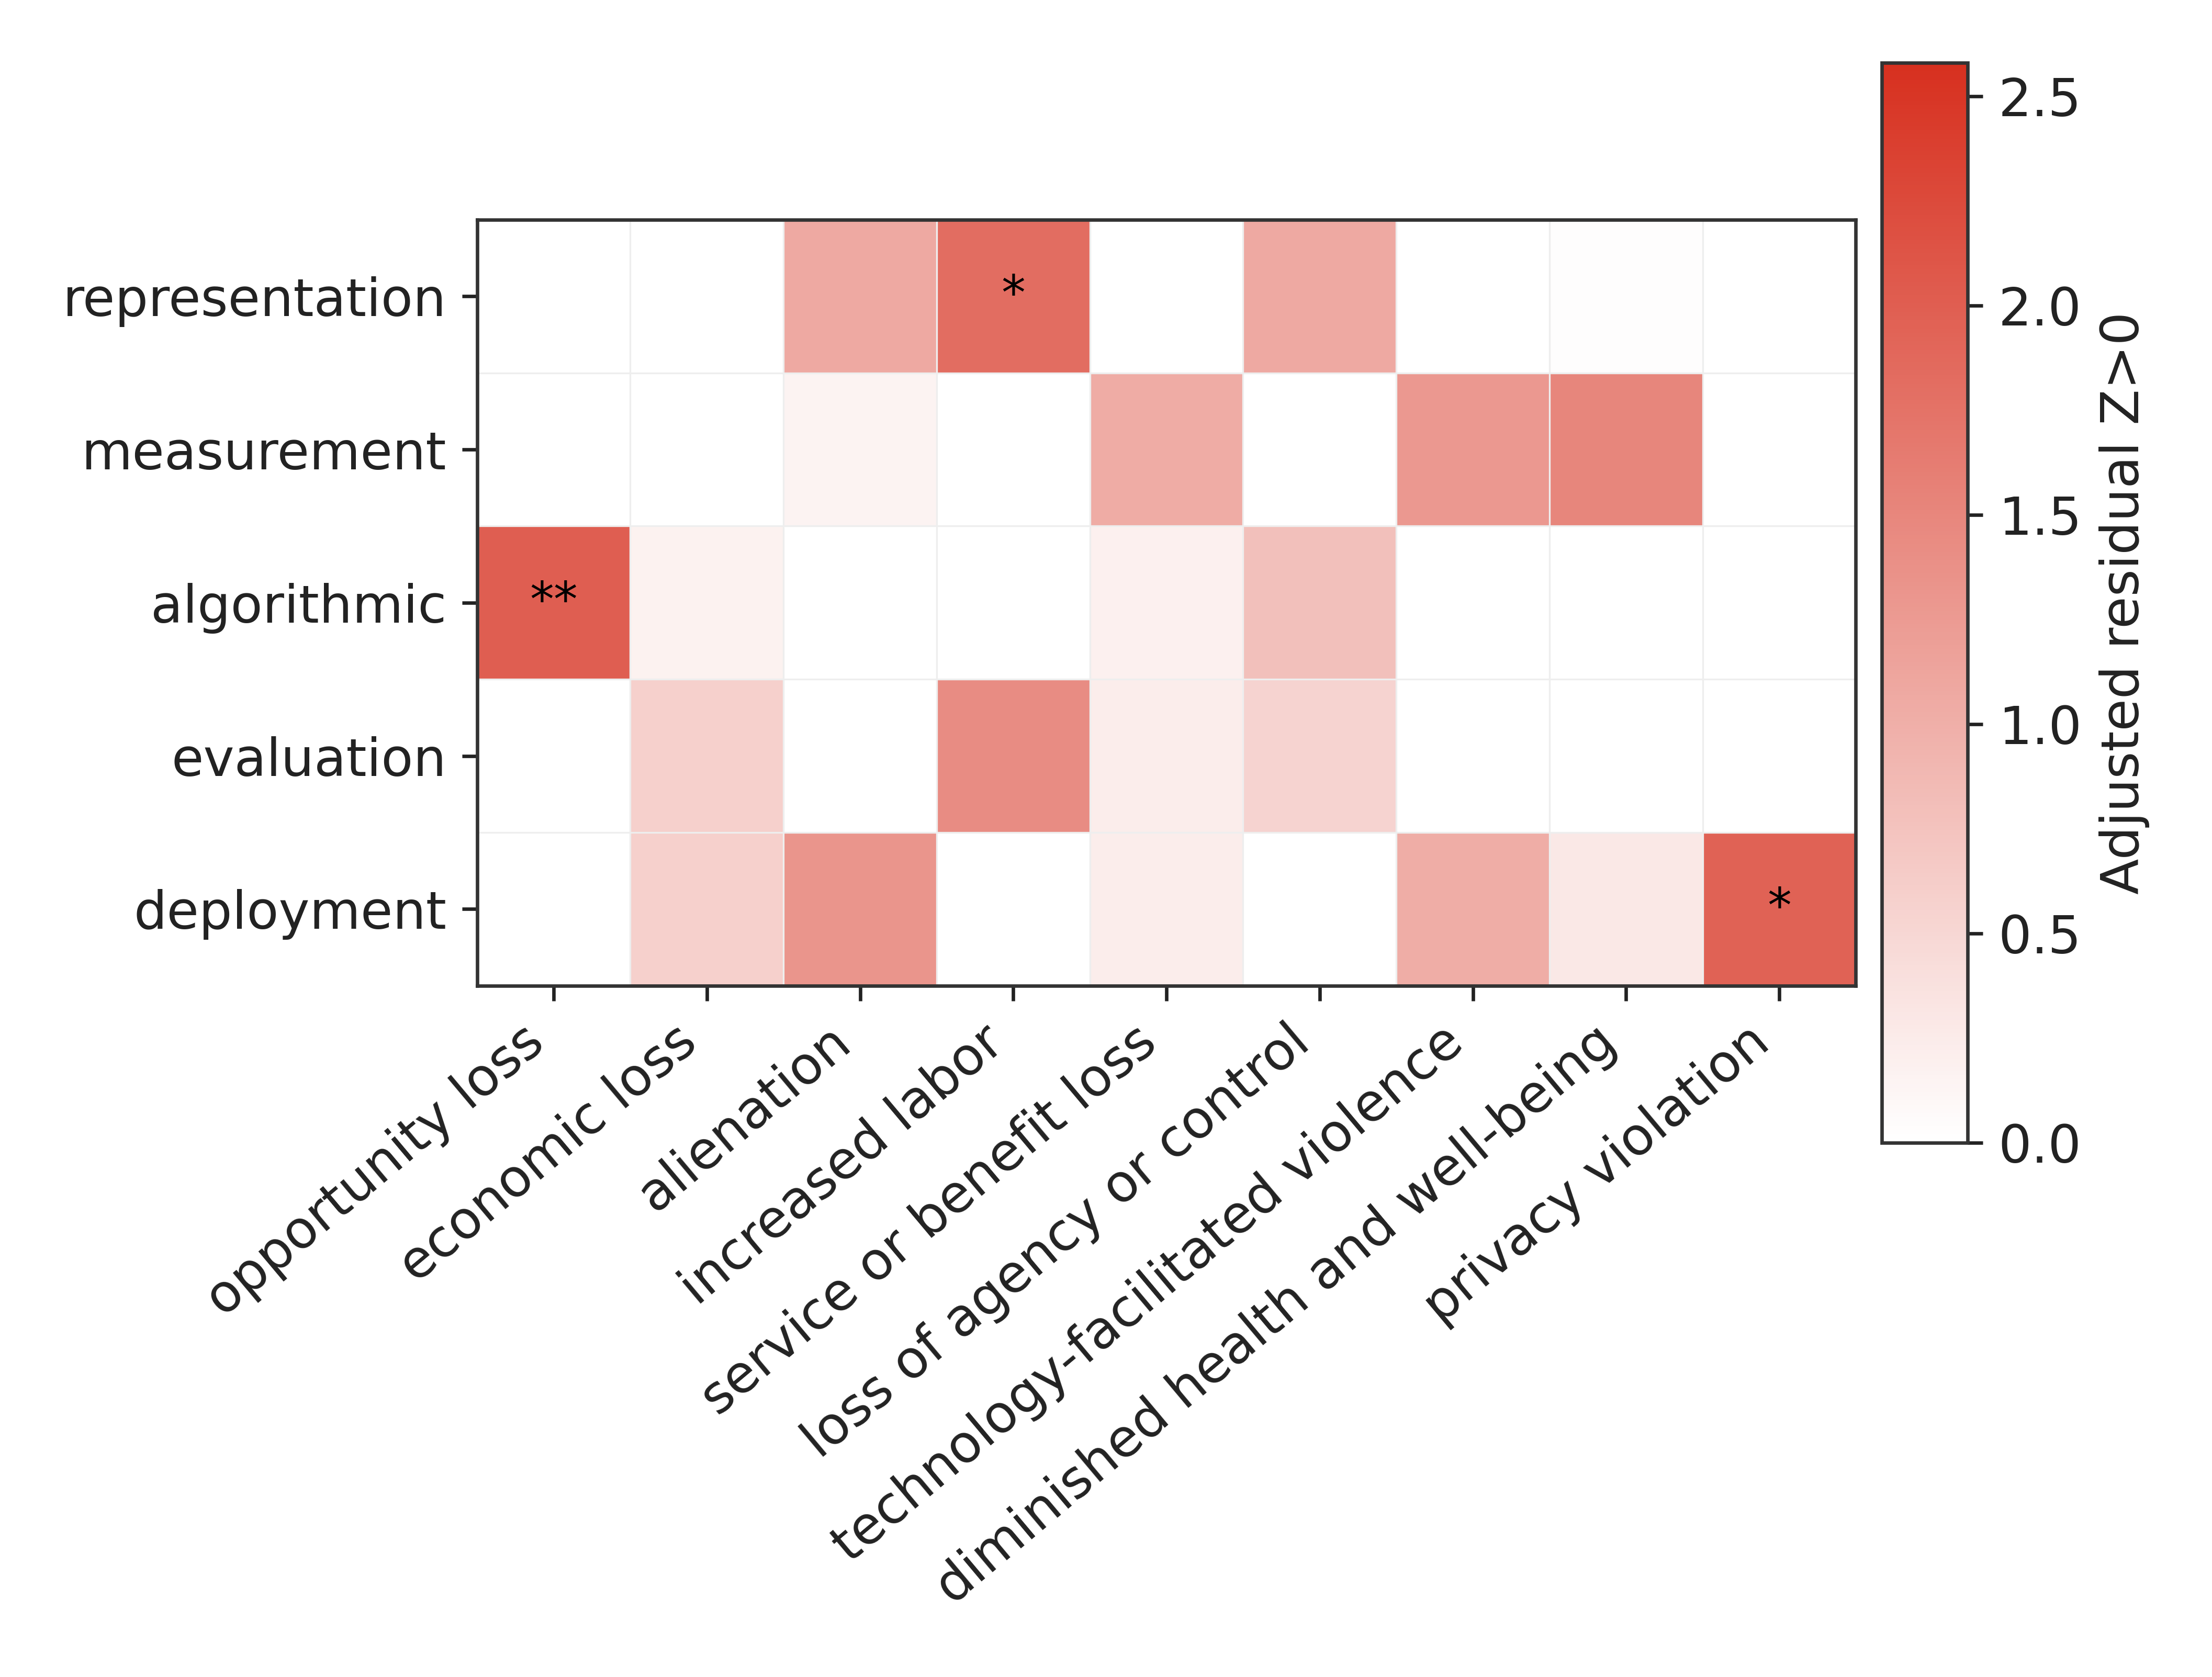 2.5
2.0
1.5
1.0
0.5
0.0
Adjusted residual Z>0
representation
*
measurement
algorithmic
**
evaluation
deployment
*
opportunity loss
economic loss
alienation
increased labor
service or benefit loss
loss of agency or control
technology-facilitated violence
diminished health and well-being
privacy violation